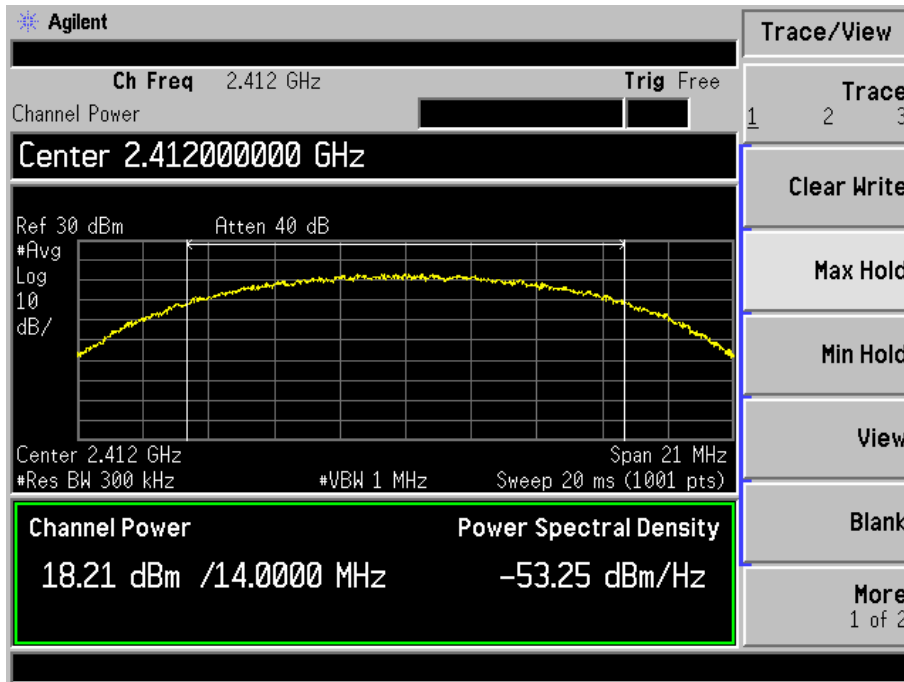 Agilent
Trace/View
Ch Freq 2.412 GHz
Trig Free
Channel Power
Center 2.412000000 GHz
Ref 30 dBm
Atten 40 dB
#Avg
Log
10
dB/
Center 2.412 GHz
Span 21 MHz
#Res BW 300 kHz
#VBW 1 MHz
Sweep 20 ms (1001 pts)
Channel Power
Power Spectral Density
18.21 dBm /14.0000 MHz
-53.25 dBm/Hz
Trace
1 2 3
Clear Write
Max Hold
Min Hold
View
Blank
More
1 of 2